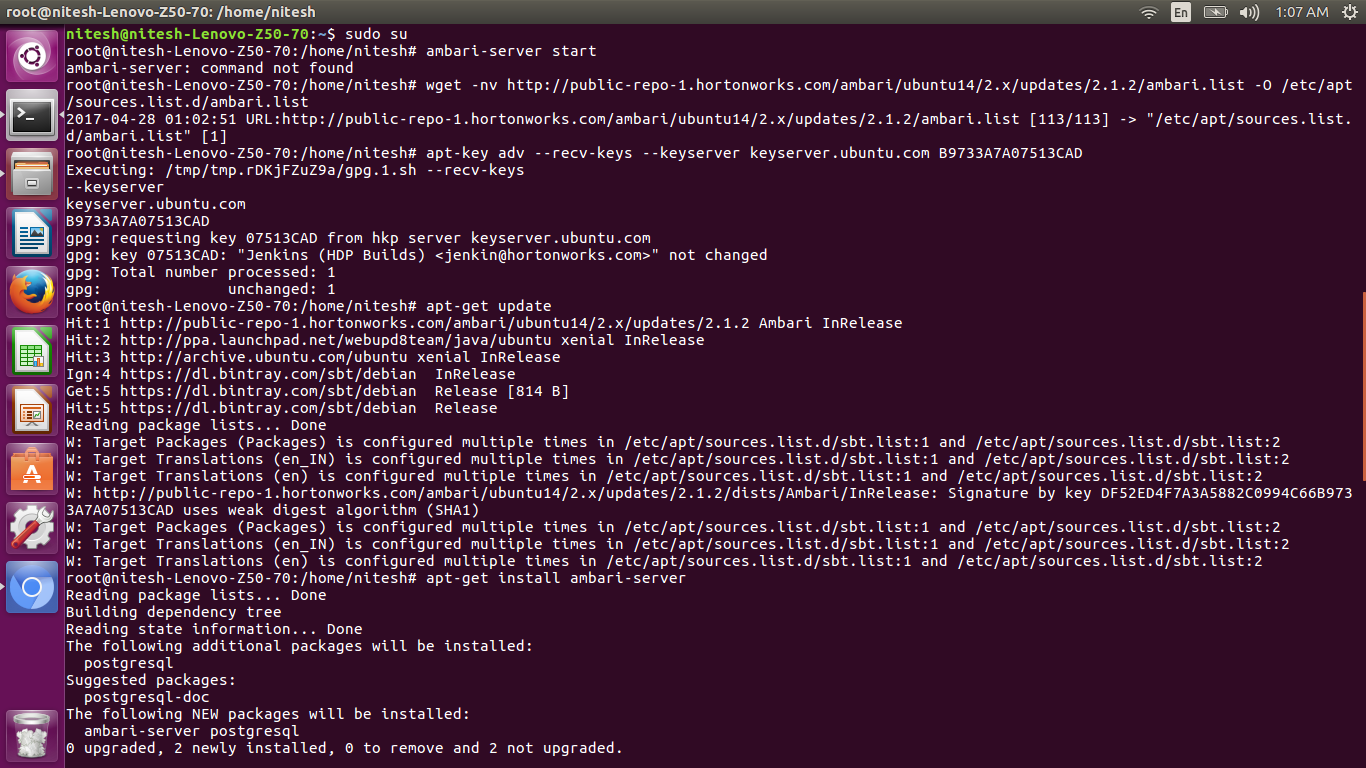 root@nitesh-Lenovo-Z50-70: /home/nitesh
En
1:07 AM
nitesh@nitesh-Lenovo-Z50-70:~$ sudo su
root@nitesh-Lenovo-Z50-70:/home/nitesh# ambari-server start
ambari-server: command not found
root@nitesh-Lenovo-Z50-70:/home/nitesh# wget -nv http://public-repo-1.hortonworks.com/ambari/ubuntu14/2.x/updates/2.1.2/ambari.list -O /etc/apt
/sources.list.d/ambari.list
2017-04-28 01:02:51 URL:http://public-repo-1.hortonworks.com/ambari/ubuntu14/2.x/updates/2.1.2/ambari.list [113/113] -> "/etc/apt/sources.list.
d/ambari.list" [1]
root@nitesh-Lenovo-Z50-70:/home/nitesh# apt-key adv --recv-keys --keyserver keyserver.ubuntu.com B9733A7A07513CAD
Executing: /tmp/tmp.rDKjFZuZ9a/gpg.1.sh --recv-keys
--keyserver
keyserver.ubuntu.com
B9733A7A07513CAD
gpg: requesting key 07513CAD from hkp server keyserver.ubuntu.com
gpg: key 07513CAD: "Jenkins (HDP Builds) <jenkin@hortonworks.com>" not changed
gpg: Total number processed: 1
gpg:              unchanged: 1
root@nitesh-Lenovo-Z50-70:/home/nitesh# apt-get update
Hit:1 http://public-repo-1.hortonworks.com/ambari/ubuntu14/2.x/updates/2.1.2 Ambari InRelease
Hit:2 http://ppa.launchpad.net/webupd8team/java/ubuntu xenial InRelease
Hit:3 http://archive.ubuntu.com/ubuntu xenial InRelease
Ign:4 https://dl.bintray.com/sbt/debian  InRelease
Get:5 https://dl.bintray.com/sbt/debian  Release [814 B]
Hit:5 https://dl.bintray.com/sbt/debian  Release
Reading package lists... Done
W: Target Packages (Packages) is configured multiple times in /etc/apt/sources.list.d/sbt.list:1 and /etc/apt/sources.list.d/sbt.list:2
W: Target Translations (en_IN) is configured multiple times in /etc/apt/sources.list.d/sbt.list:1 and /etc/apt/sources.list.d/sbt.list:2
W: Target Translations (en) is configured multiple times in /etc/apt/sources.list.d/sbt.list:1 and /etc/apt/sources.list.d/sbt.list:2
W: http://public-repo-1.hortonworks.com/ambari/ubuntu14/2.x/updates/2.1.2/dists/Ambari/InRelease: Signature by key DF52ED4F7A3A5882C0994C66B973
3A7A07513CAD uses weak digest algorithm (SHA1)
W: Target Packages (Packages) is configured multiple times in /etc/apt/sources.list.d/sbt.list:1 and /etc/apt/sources.list.d/sbt.list:2
W: Target Translations (en_IN) is configured multiple times in /etc/apt/sources.list.d/sbt.list:1 and /etc/apt/sources.list.d/sbt.list:2
W: Target Translations (en) is configured multiple times in /etc/apt/sources.list.d/sbt.list:1 and /etc/apt/sources.list.d/sbt.list:2
root@nitesh-Lenovo-Z50-70:/home/nitesh# apt-get install ambari-server
Reading package lists... Done
Building dependency tree
Reading state information... Done
The following additional packages will be installed:
  postgresql
Suggested packages:
  postgresql-doc
The following NEW packages will be installed:
  ambari-server postgresql
0 upgraded, 2 newly installed, 0 to remove and 2 not upgraded.